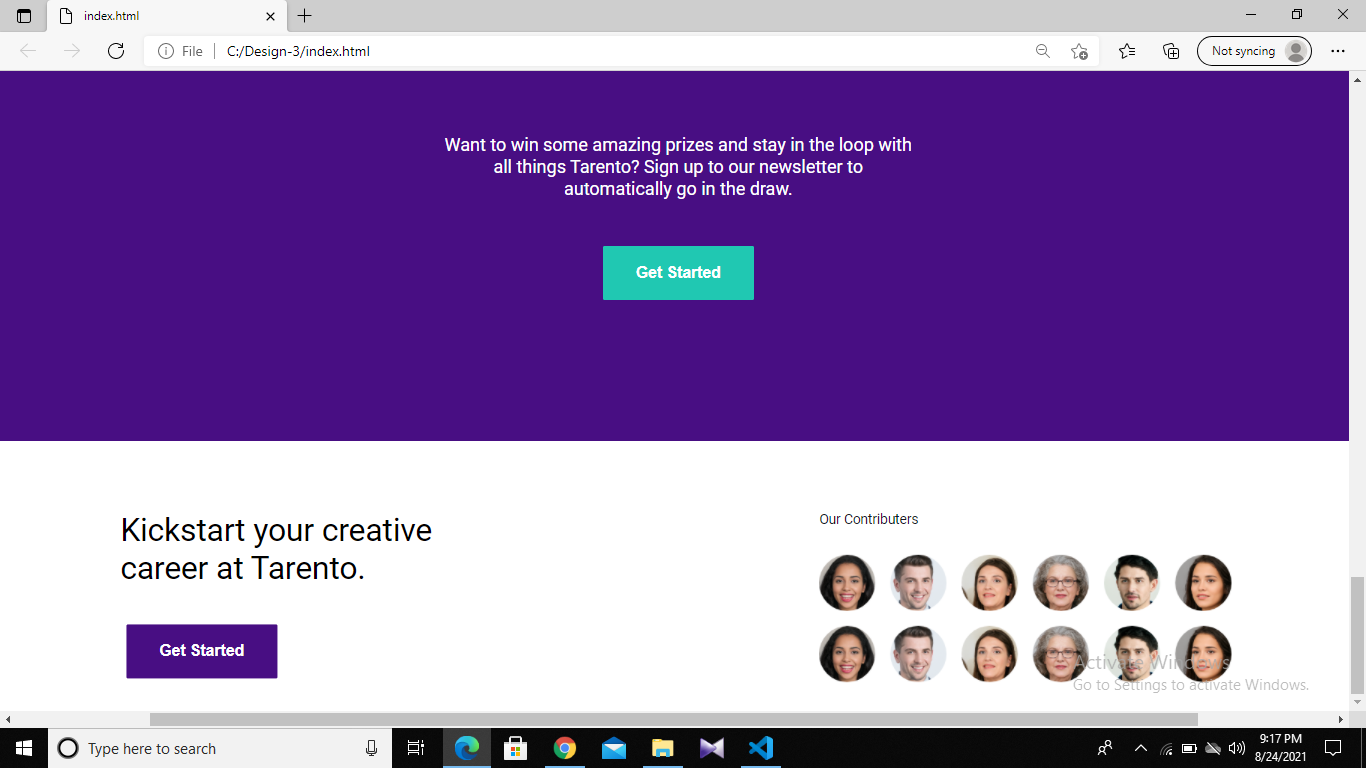 index.html
File
C:/Design-3/index.html
Not syncing
Want to win some amazing prizes and stay in the loop with
all things Tarento? Sign up to our newsletter to
automatically go in the draw.
Get Started
Kickstart your creative
career at Tarento.
Get Started
Our Contributers
Activate Windows
Go to Settings to activate Windows.
Type here to search
9:17 PM
8/24/2021